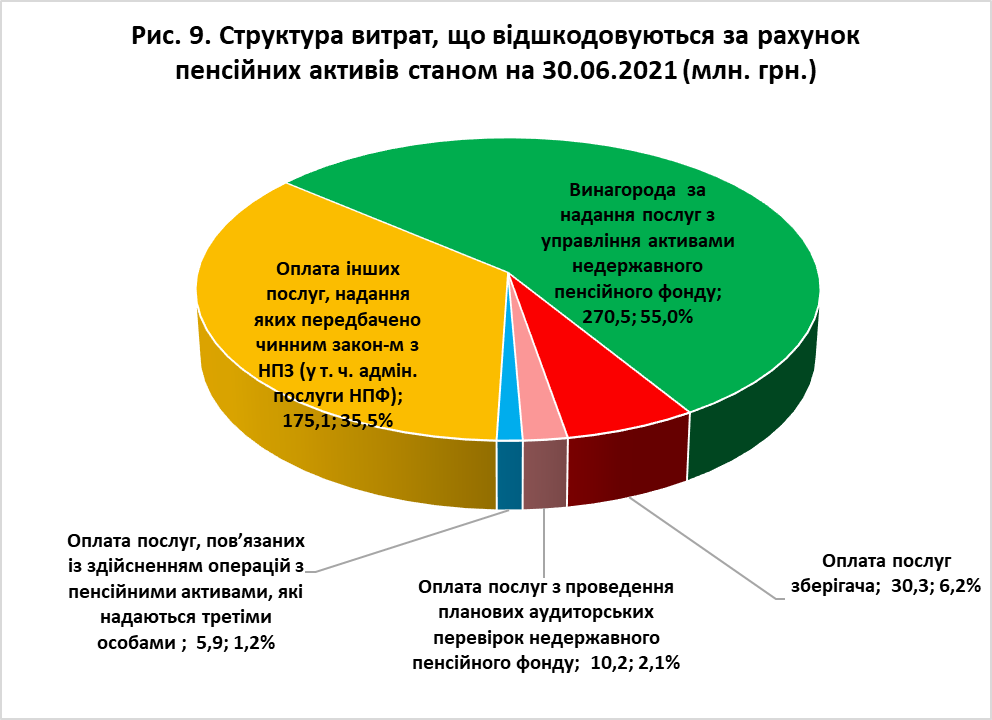 Рис. 9. Структура витрат, що відшкодовуються за рахунок
пенсійних активів станом на 30.06.2021 (млн. грн.)
Винагорода за
надання послуг з
управління активами
недержавного
пенсійного фонду;
270,5; 55,0%
Оплата інших
послуг, надання
яких передбачено
чинним закон-м з
НПЗ (у т. ч. адмін.
послуги НПФ);
175,1; 35,5%
Оплата послуг, пов’язаних
із здійсненням операцій з
пенсійними активами, які
надаються третіми
особами ; 5,9; 1,2%
Оплата послуг з проведення
планових аудиторських
перевірок недержавного
пенсійного фонду; 10,2; 2,1%
Оплата послуг
зберігача; 30,3; 6,2%